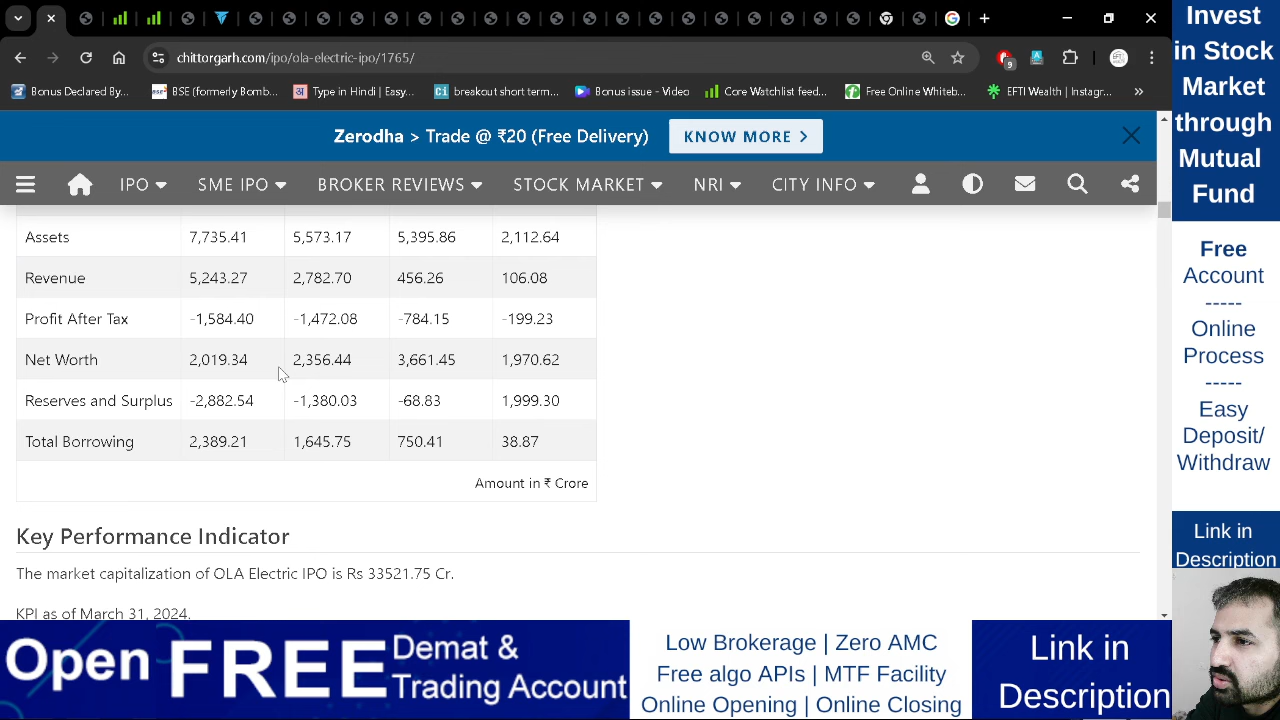 chittorgarh.com/ipo/ola-electric-ipo/1765/
9
Bonus Declared By...
BSE (formerly Bomb...
Type in Hindi | Easy...
breakout short term...
Bonus issue - Video
Core Watchlist feed...
Free Online Whiteb...
EFTI Wealth | Instagr...
»
Zerodha > Trade @ ₹20 (Free Delivery)
KNOW MORE >
IPO
SME IPO
BROKER REVIEWS
STOCK MARKET
NRI
CITY INFO
Assets 7,735.41 5,573.17 5,395.86 2,112.64
Revenue 5,243.27 2,782.70 456.26 106.08
Profit After Tax -1,584.40 -1,472.08 -784.15 -199.23
Net Worth 2,019.34 2,356.44 3,661.45 1,970.62
Reserves and Surplus -2,882.54 -1,380.03 -68.83 1,999.30
Total Borrowing 2,389.21 1,645.75 750.41 38.87
Amount in ₹ Crore
Key Performance Indicator
The market capitalization of OLA Electric IPO is Rs 33521.75 Cr.
KPI as of March 31, 2024.
Invest
in Stock
Market
through
Mutual
Fund
Free
Account
-----
Online
Process
-----
Easy
Deposit/
Withdraw
Link in
Description
Open FREE Demat &
Trading Account
Low Brokerage | Zero AMC
Free algo APIs | MTF Facility
Online Opening | Online Closing
Link in
Description